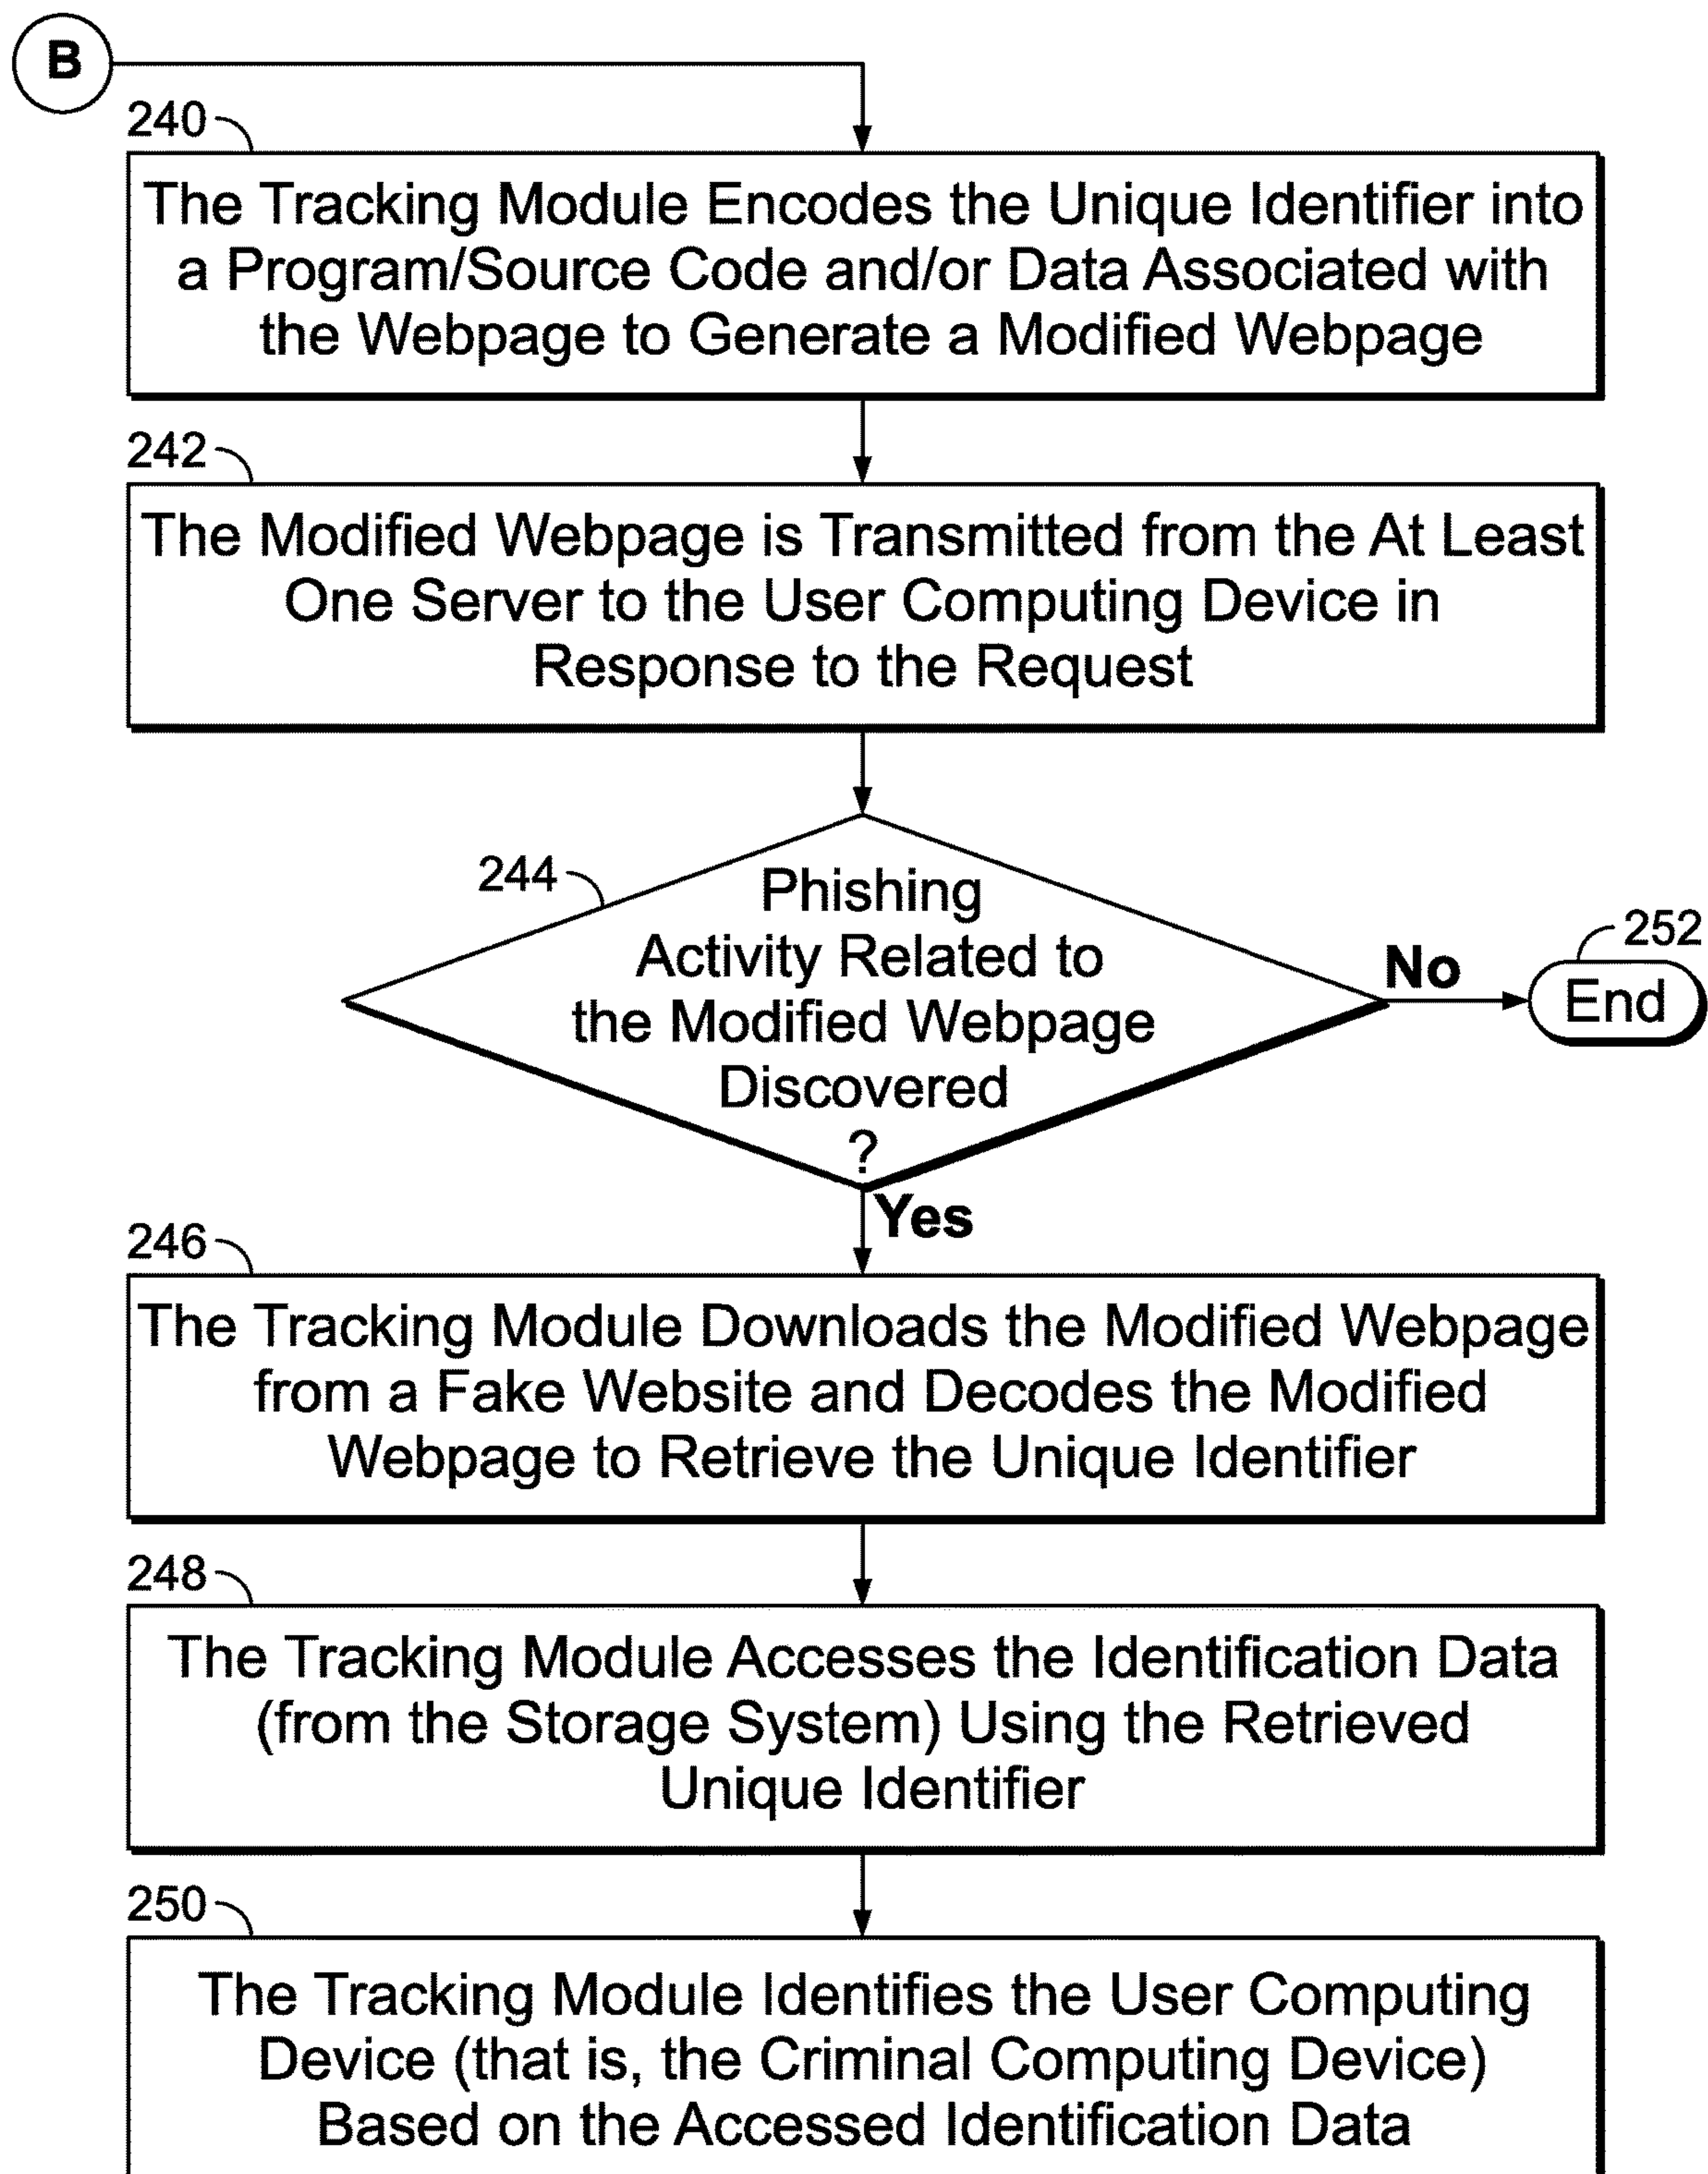 B
240
The Tracking Module Encodes the Unique Identifier into
a Program/Source Code and/or Data Associated with
the Webpage to Generate a Modified Webpage
242
The Modified Webpage is Transmitted from the At Least
One Server to the User Computing Device in
Response to the Request
244
Phishing
Activity Related to
the Modified Webpage
Discovered
?
No
252
End
Yes
246
The Tracking Module Downloads the Modified Webpage
from a Fake Website and Decodes the Modified
Webpage to Retrieve the Unique Identifier
248
The Tracking Module Accesses the Identification Data
(from the Storage System) Using the Retrieved
Unique Identifier
250
The Tracking Module Identifies the User Computing
Device (that is, the Criminal Computing Device)
Based on the Accessed Identification Data